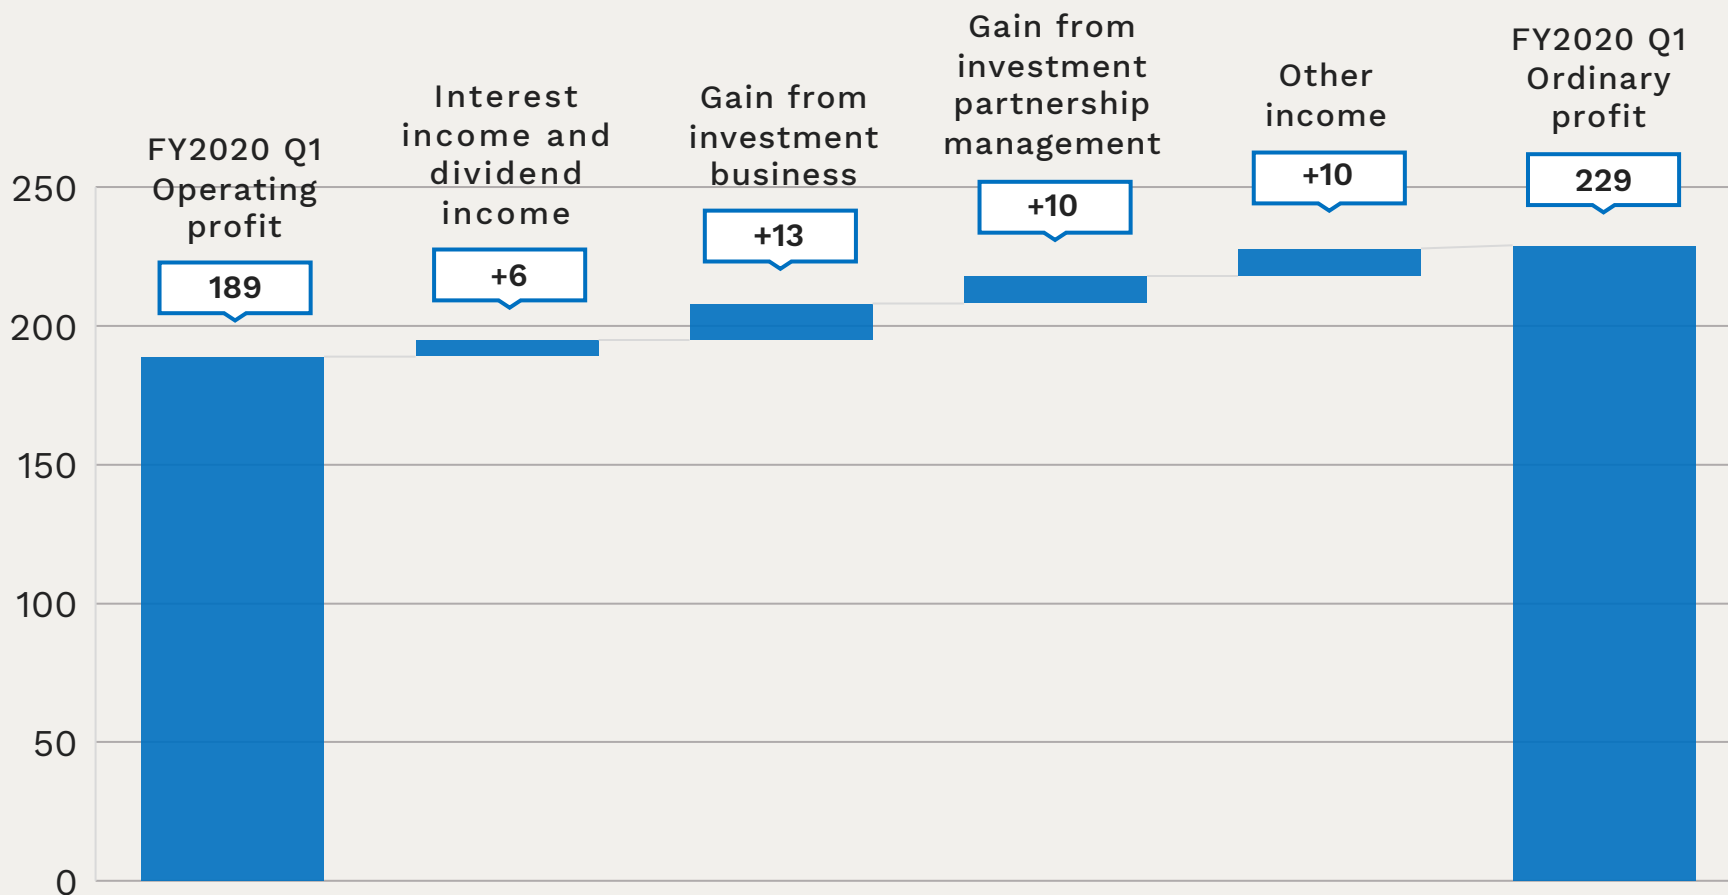 FY2020 Q1
Operating
profit
189
Interest
income and
dividend
income
+6
Gain from
investment
business
+13
Gain from
investment
partnership
management
+10
Other
income
+10
FY2020 Q1
Ordinary
profit
229
250
200
150
100
50
0